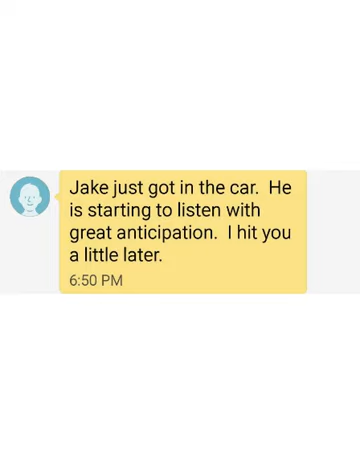 Jake just got in the car.  He
is starting to listen with
great anticipation.  I hit you
a little later.
6:50 PM